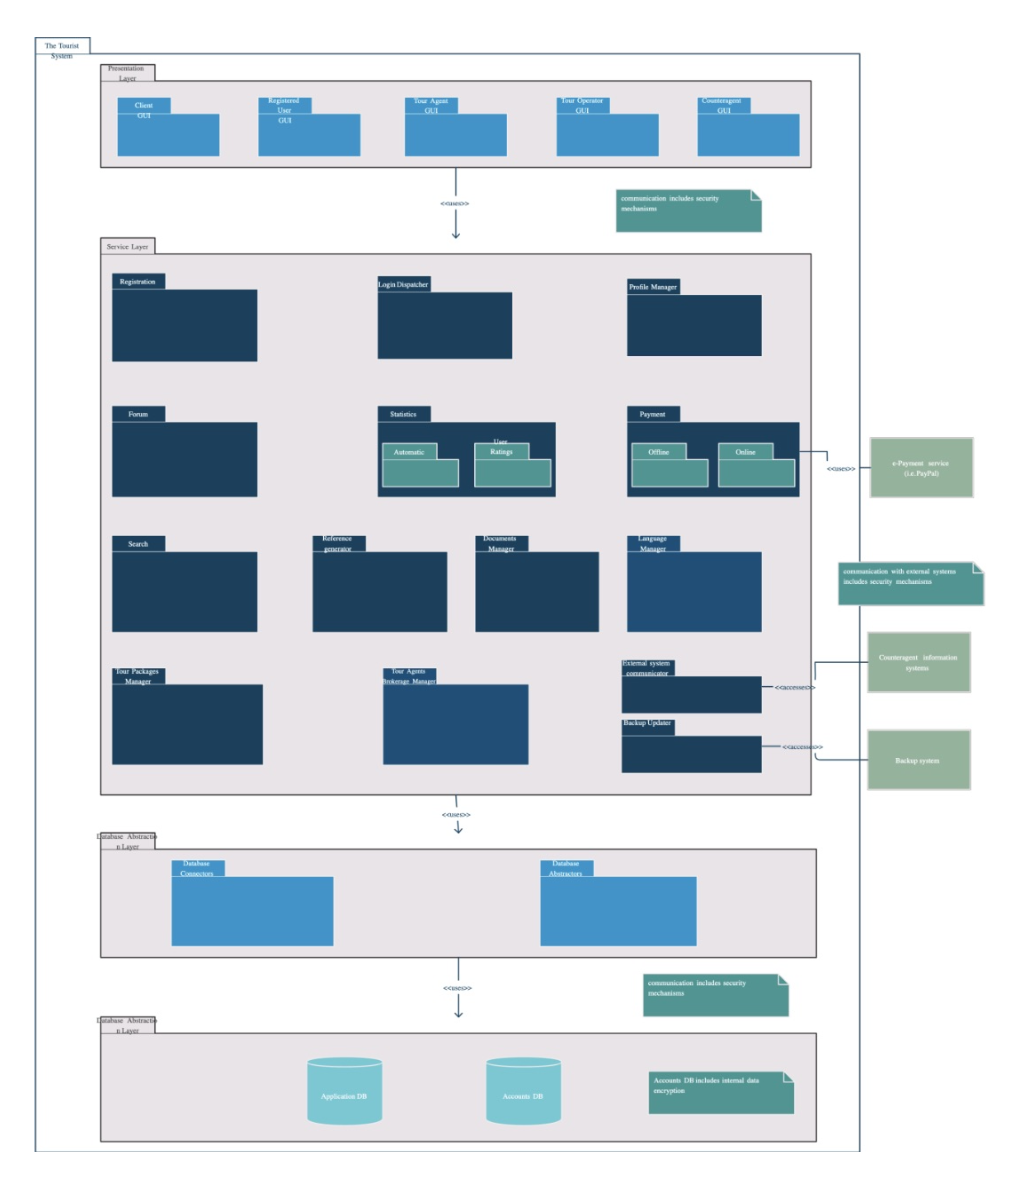 The Tourist
System
Presentation
Layer
Client
GUI
Registered
User
GUI
Tour Agent
GUI
Tour Operator
GUI
Counteragent
GUI
<<uses>>
communication includes security
mechanisms
Service Layer
Registration
Login Dispatcher
Profile Manager
Forum
Statistics
Automatic
User
Ratings
Payment
Offline
Online
<<uses>>
e-Payment service
(i.e. PayPal)
Search
Reference
generator
Documents
Manager
Language
Manager
communication with external systems
includes security mechanisms
Tour Packages
Manager
Tour Agents
Brokerage Manager
External system
communicator
<<accesses>>
Counteragent information
systems
Backup Updater
<<accesses>>
Backup system
<<uses>>
Database Abstractio
n Layer
Database
Connectors
Database
Abstractors
<<uses>>
communication includes security
mechanisms
Database Abstractio
n Layer
Application DB
Accounts DB
Accounts DB includes internal data
encryption